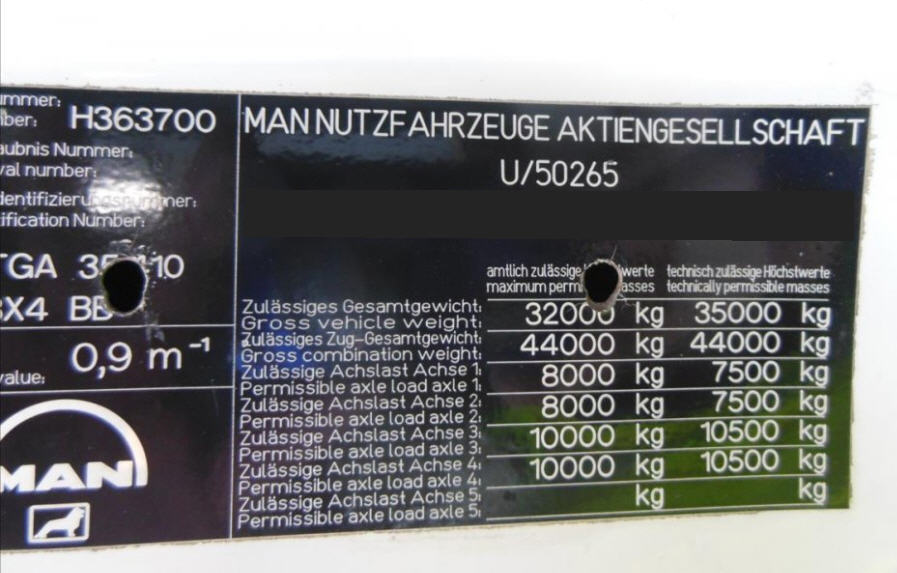 ummer:
ber: H363700
aubnis Nummer:
val number:
dentifizierungsnummer:
ification Number:
TGA
BB
0,9 m⁻¹
value:
MAN
MAN NUTZFAHRZEUGE AKTIENGESELLSCHAFT
U/50265
amtlich zulässige technisch zulässige Höchstwerte
maximum technically permissible masses
Zulässiges Gesamtgewicht:
Gross vehicle weight: 32000 kg 35000 kg
Zulässiges Zug-Gesamtgewicht:
Gross combination weight: 44000 kg 44000 kg
Zulässige Achslast Achse 1:
Permissible axle load axle 1: 8000 kg 7500 kg
Zulässige Achslast Achse 2:
Permissible axle load axle 2: 8000 kg 7500 kg
Zulässige Achslast Achse 3:
Permissible axle load axle 3: 10000 kg 10500 kg
Zulässige Achslast Achse 4:
Permissible axle load axle 4: 10000 kg 10500 kg
Zulässige Achslast Achse 5:
Permissible axle load axle 5: kg kg